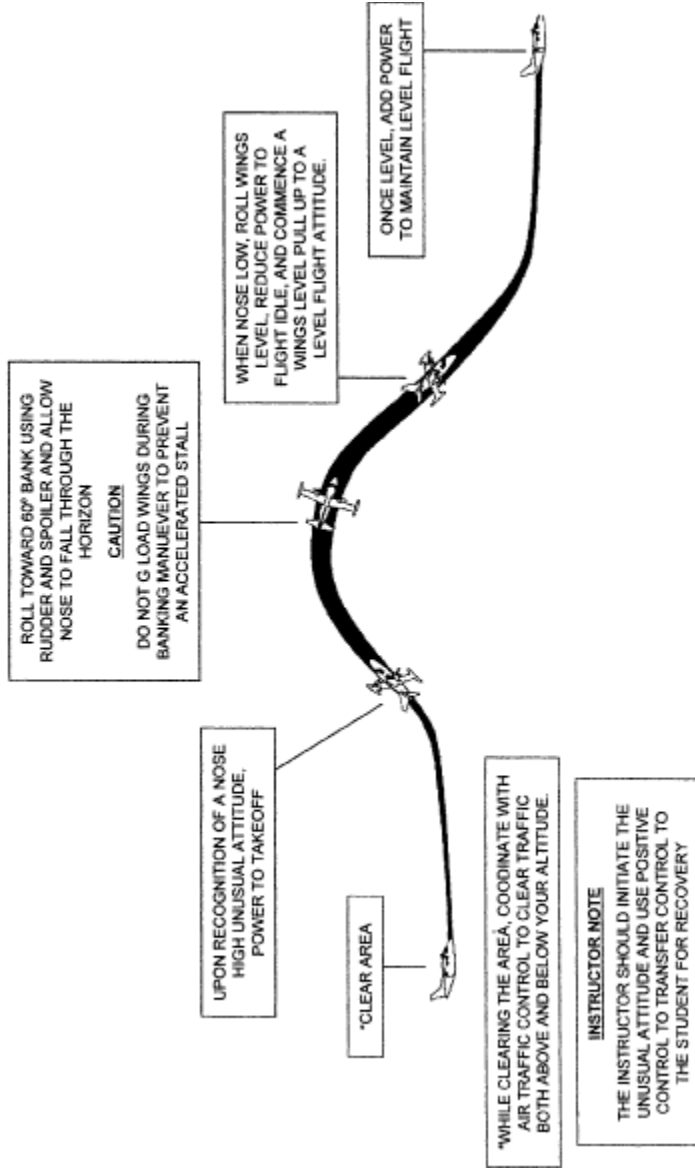 *CLEAR AREA
UPON RECOGNITION OF A NOSE
HIGH UNUSUAL ATTITUDE,
POWER TO TAKEOFF
ROLL TOWARD 60° BANK USING
RUDDER AND SPOILER AND ALLOW
NOSE TO FALL THROUGH THE
HORIZON
CAUTION
DO NOT G LOAD WINGS DURING
BANKING MANUEVER TO PREVENT
AN ACCELERATED STALL
WHEN NOSE LOW, ROLL WINGS
LEVEL, REDUCE POWER TO
FLIGHT IDLE, AND COMMENCE A
WINGS LEVEL PULL UP TO A
LEVEL FLIGHT ATTITUDE.
ONCE LEVEL, ADD POWER
TO MAINTAIN LEVEL FLIGHT
*WHILE CLEARING THE AREA, COODINATE WITH
AIR TRAFFIC CONTROL TO CLEAR TRAFFIC
BOTH ABOVE AND BELOW YOUR ALTITUDE.
INSTRUCTOR NOTE
THE INSTRUCTOR SHOULD INITIATE THE
UNUSUAL ATTITUDE AND USE POSITIVE
CONTROL TO TRANSFER CONTROL TO
THE STUDENT FOR RECOVERY